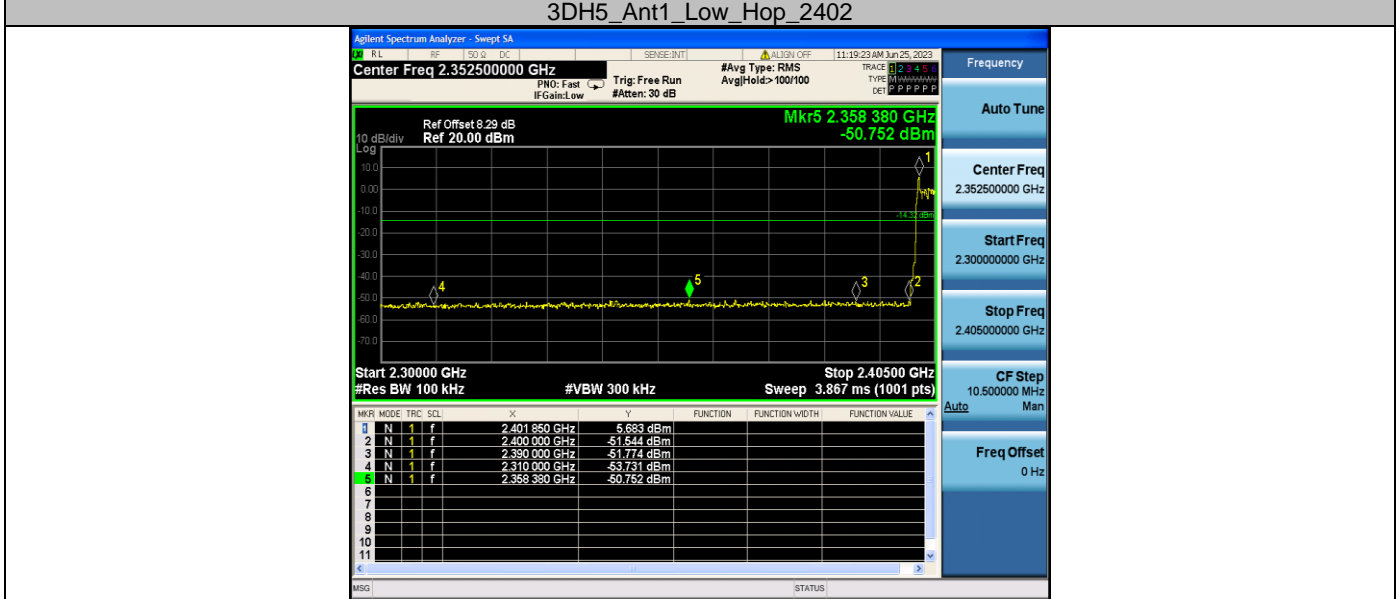 3DH5_Ant1_Low_Hop_2402
Agilent Spectrum Analyzer - Swept SA
RL RF 50 Ω DC SENSE:INT ALIGN OFF 11:19:23 AM Jun 25, 2023
Center Freq 2.352500000 GHz
PNO: Fast
IFGain:Low
Trig: Free Run
#Atten: 30 dB
#Avg Type: RMS
Avg|Hold:> 100/100
TRACE 1 2 3 4 5 6
TYPE M
DET P P P P P P
Mkr5 2.358 380 GHz
-50.752 dBm
Ref Offset 8.29 dB
10 dB/div Ref 20.00 dBm
Log
10.0
0.00
-10.0
-20.0
-30.0
-40.0
-50.0
-60.0
-70.0
1
-14.32 dBm
4
5
3
2
Start 2.30000 GHz Stop 2.40500 GHz
#Res BW 100 kHz #VBW 300 kHz Sweep 3.867 ms (1001 pts)
MKR MODE TRC SCL X Y FUNCTION FUNCTION WIDTH FUNCTION VALUE
1 N 1 f 2.401 850 GHz 5.683 dBm
2 N 1 f 2.400 000 GHz -51.544 dBm
3 N 1 f 2.390 000 GHz -51.774 dBm
4 N 1 f 2.310 000 GHz -53.731 dBm
5 N 1 f 2.358 380 GHz -50.752 dBm
6
7
8
9
10
11
MSG STATUS
Frequency
Auto Tune
Center Freq
2.352500000 GHz
Start Freq
2.300000000 GHz
Stop Freq
2.405000000 GHz
CF Step
10.500000 MHz
Auto Man
Freq Offset
0 Hz